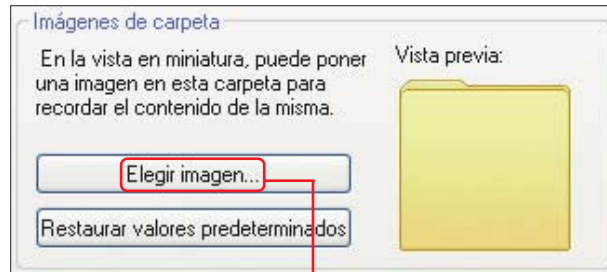 Imágenes de carpeta
En la vista en miniatura, puede poner
una imagen en esta carpeta para
recordar el contenido de la misma.
Vista previa:
Elegir imagen...
Restaurar valores predeterminados